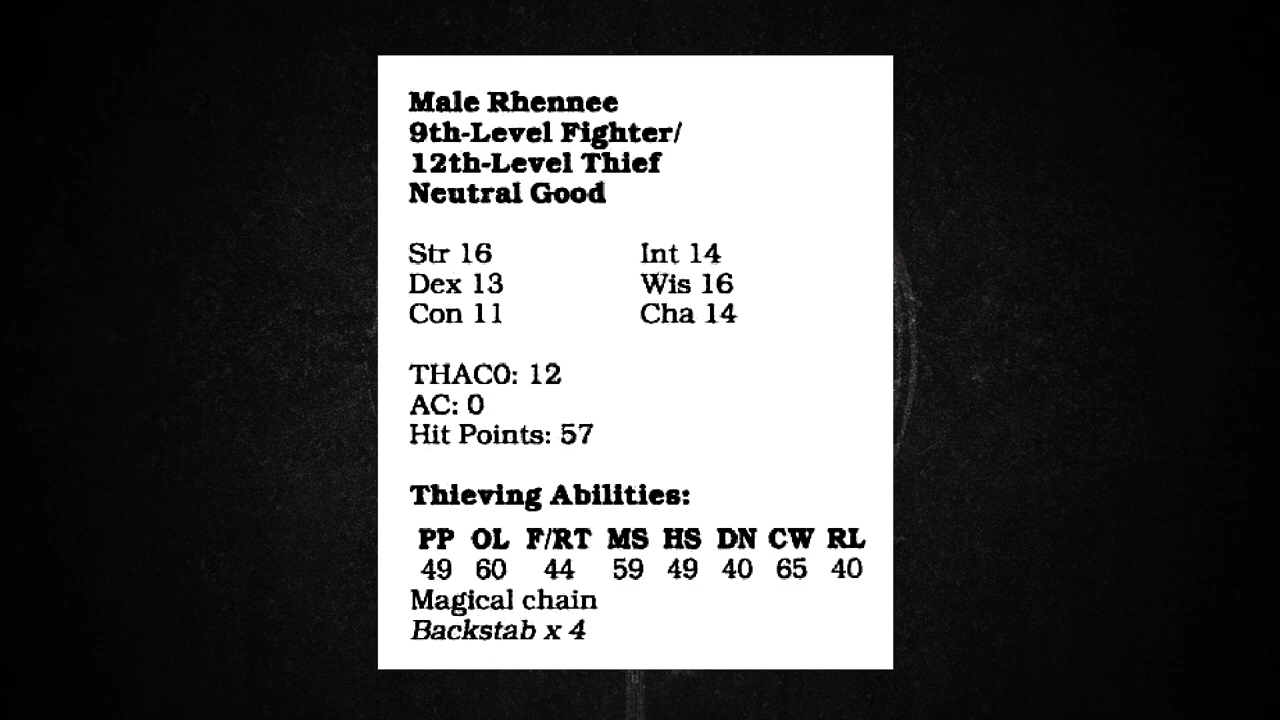 Male Rhennee
9th-Level Fighter/
12th-Level Thief
Neutral Good
Str 16 Int 14
Dex 13 Wis 16
Con 11 Cha 14
THAC0: 12
AC: 0
Hit Points: 57
Thieving Abilities:
PP OL F/RT MS HS DN CW RL
49 60 44 59 49 40 65 40
Magical chain
Backstab x 4